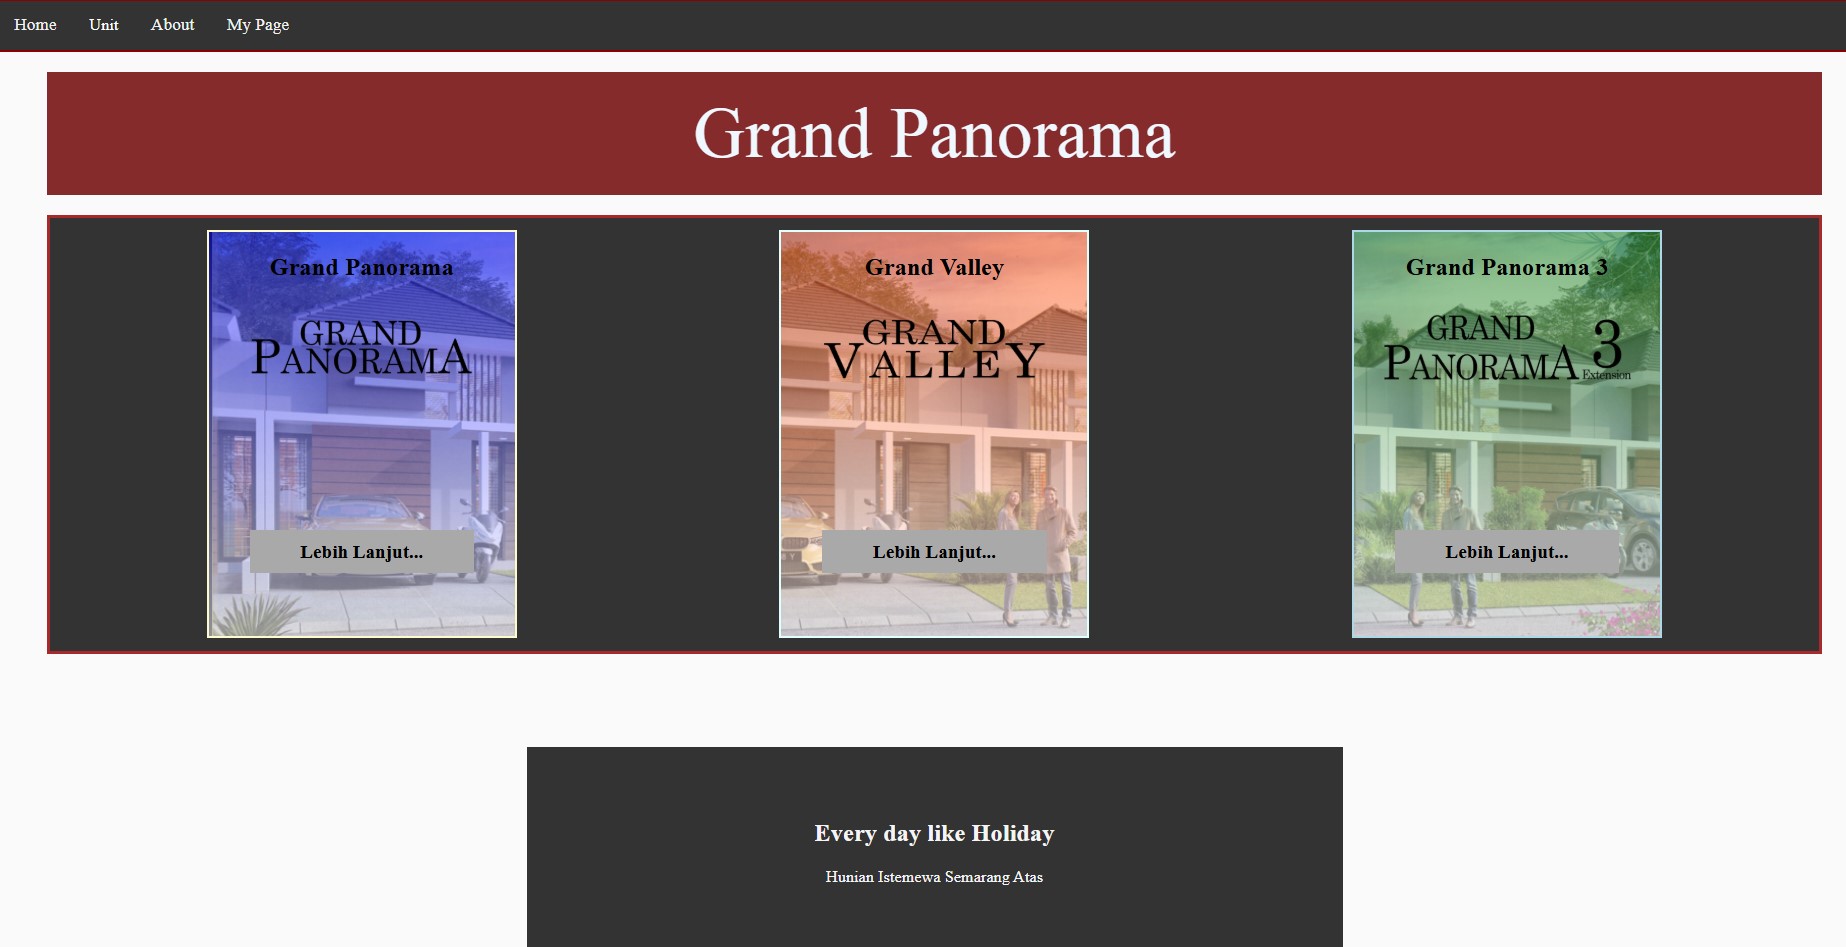 Home Unit About My Page
Grand Panorama
Grand Panorama
GRAND
PANORAMA
Lebih Lanjut...
Grand Valley
GRAND
VALLEY
Lebih Lanjut...
Grand Panorama 3
GRAND
PANORAMA 3
Extension
Lebih Lanjut...
Every day like Holiday
Hunian Istemewa Semarang Atas